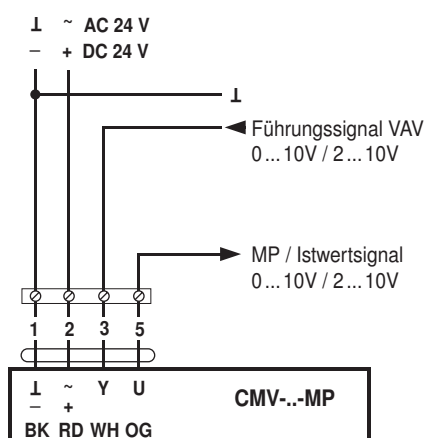 ⊥ ~ AC 24 V
– + DC 24 V
⊥
Führungssignal VAV
0...10V / 2...10V
MP / Istwertsignal
0...10V / 2...10V
1 2 3 5
⊥ ~ Y U
– +
CMV-..-MP
BK RD WH OG